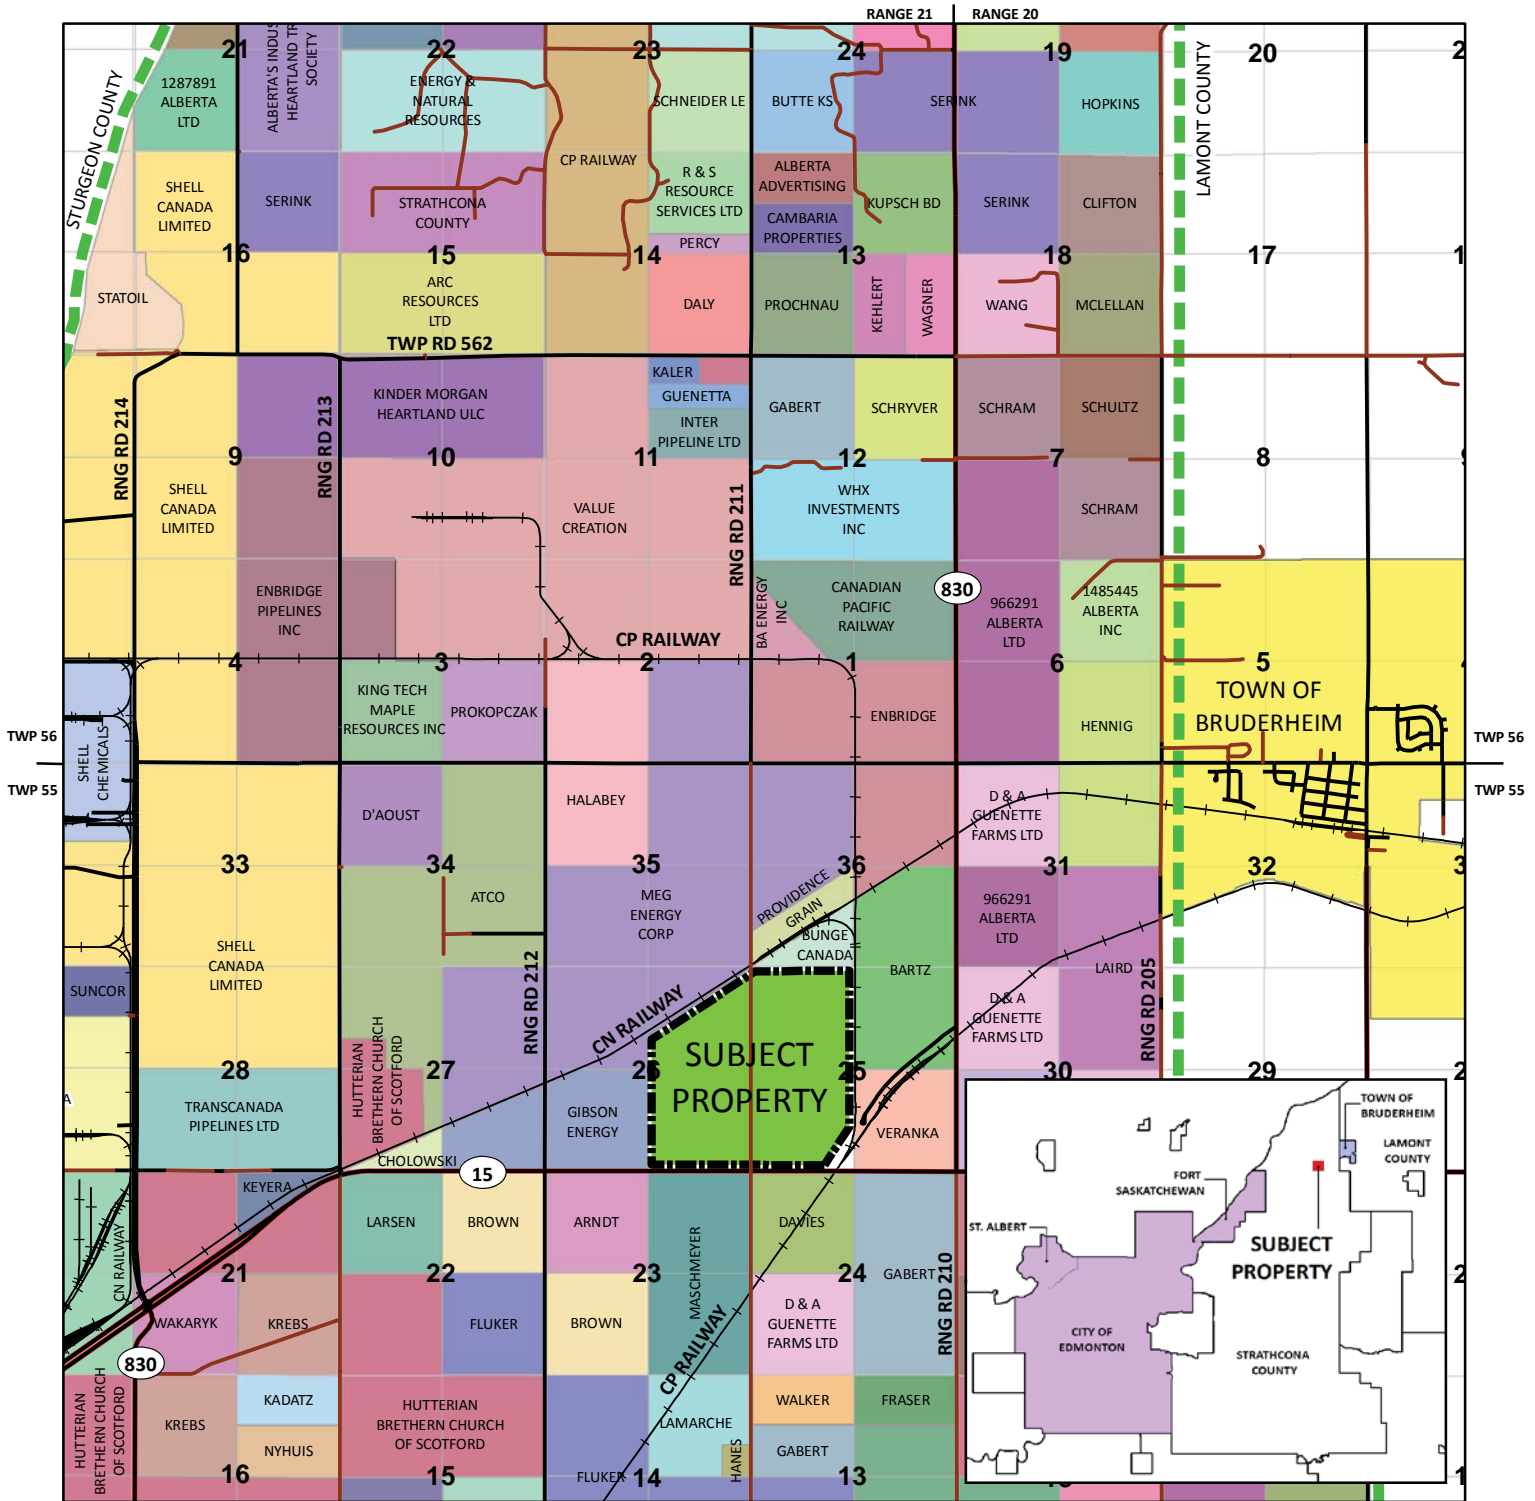 RANGE 21
RANGE 20
21
22
23
24
19
20
2
STURGEON COUNTY
LAMONT COUNTY
1287891
ALBERTA
LTD
ALBERTA'S INDUS
HEARTLAND TR
SOCIETY
ENERGY &
NATURAL
RESOURCES
CP RAILWAY
SCHNEIDER LE
BUTTE KS
SERINK
HOPKINS
SHELL
CANADA
LIMITED
SERINK
STRATHCONA
COUNTY
R & S
RESOURCE
SERVICES LTD
PERCY
ALBERTA
ADVERTISING
CAMBARIA
PROPERTIES
KUPSCH BD
SERINK
CLIFTON
16
15
14
13
18
17
1
STATOIL
ARC
RESOURCES
LTD
DALY
PROCHNAU
KEHLERT
WAGNER
WANG
MCLELLAN
TWP RD 562
RNG RD 214
RNG RD 213
KINDER MORGAN
HEARTLAND ULC
KALER
GUENETTA
INTER
PIPELINE LTD
GABERT
SCHRYVER
SCHRAM
SCHULTZ
9
10
11
12
7
8
9
SHELL
CANADA
LIMITED
VALUE
CREATION
RNG RD 211
WHX
INVESTMENTS
INC
SCHRAM
ENBRIDGE
PIPELINES
INC
BA ENERGY
INC
CANADIAN
PACIFIC
RAILWAY
830
966291
ALBERTA
LTD
1485445
ALBERTA
INC
CP RAILWAY
4
3
2
1
6
5
4
TOWN OF
BRUDERHEIM
KING TECH
MAPLE
RESOURCES INC
PROKOPCZAK
ENBRIDGE
HENNIG
TWP 56
TWP 56
SHELL
CHEMICALS
TWP 55
TWP 55
D'AOUST
HALABEY
D & A
GUENETTE
FARMS LTD
33
34
35
36
31
32
3
ATCO
MEG
ENERGY
CORP
PROVIDENCE
GRAIN
BUNGE
CANADA
966291
ALBERTA
LTD
SHELL
CANADA
LIMITED
SUNCOR
RNG RD 212
BARTZ
LAIRD
RNG RD 205
D & A
GUENETTE
FARMS LTD
CN RAILWAY
SUBJECT
PROPERTY
28
27
26
25
30
29
2
A
TRANSCANADA
PIPELINES LTD
HUTTERIAN
BRETHERN CHURCH
OF SCOTFORD
GIBSON
ENERGY
VERANKA
CHOLOWSKI
15
KEYERA
CN RAILWAY
LARSEN
BROWN
ARNDT
MASCHMEYER
DAVIES
GABERT
RNG RD 210
21
22
23
24
2
WAKARYK
KREBS
FLUKER
BROWN
D & A
GUENETTE
FARMS LTD
CP RAILWAY
830
HUTTERIAN
BRETHERN CHURCH
OF SCOTFORD
KREBS
KADATZ
NYHUIS
HUTTERIAN
BRETHERN CHURCH
OF SCOTFORD
LAMARCHE
HANES
WALKER
GABERT
FRASER
FLUKER
16
15
14
13
1
TOWN OF
BRUDERHEIM
LAMONT
COUNTY
FORT
SASKATCHEWAN
ST. ALBERT
SUBJECT
PROPERTY
CITY OF
EDMONTON
STRATHCONA
COUNTY